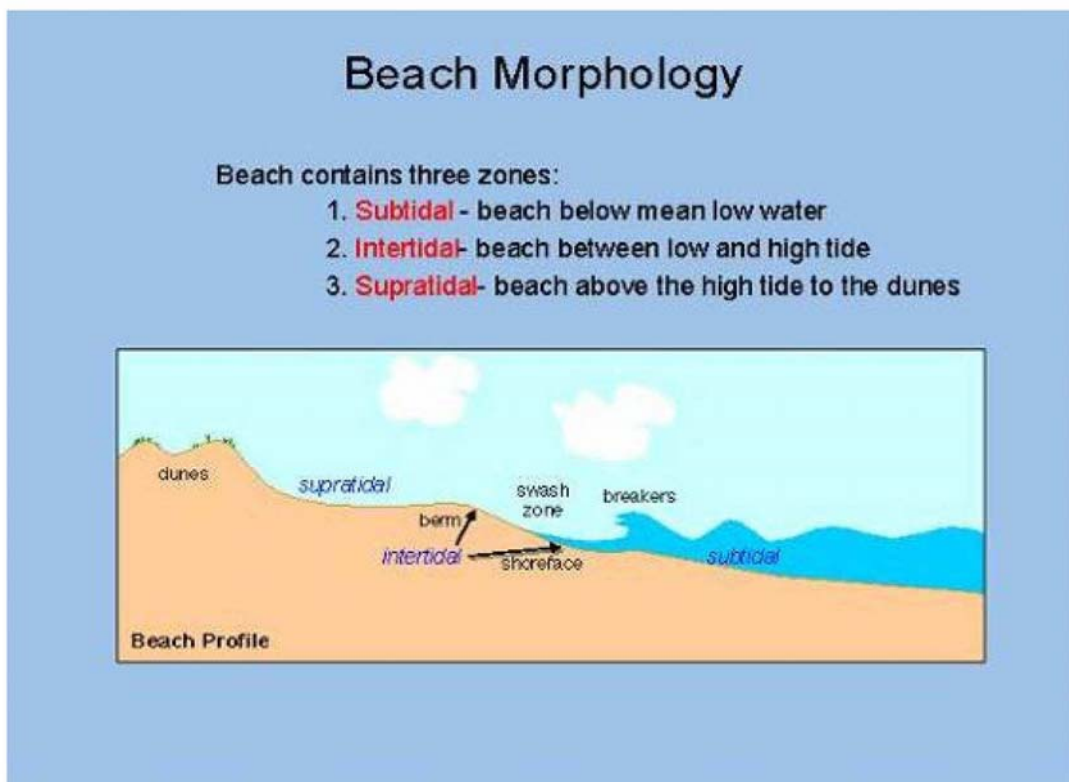 Beach Morphology
Beach contains three zones:
1. Subtidal - beach below mean low water
2. Intertidal- beach between low and high tide
3. Supratidal- beach above the high tide to the dunes
dunes
supratidal
swash
zone
breakers
berm
intertidal
shoreface
subtidal
Beach Profile